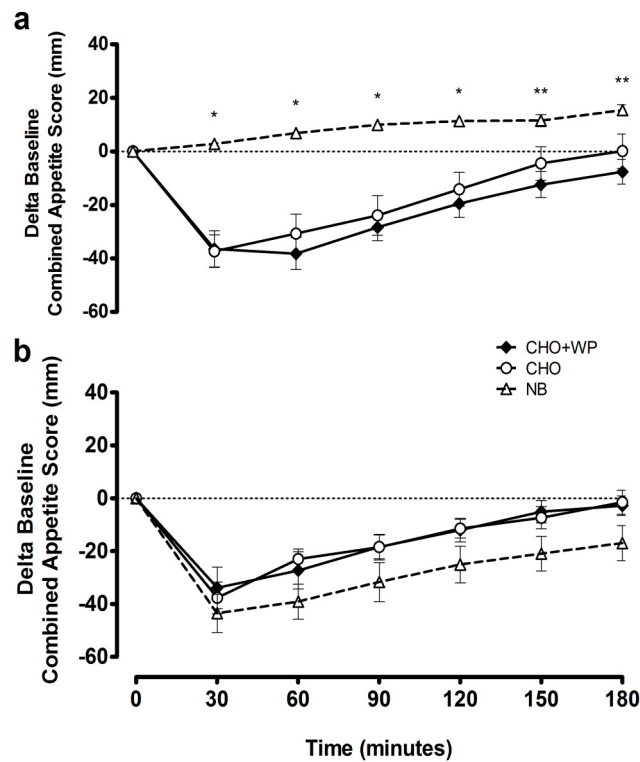 a
Delta Baseline
Combined Appetite Score (mm)
40
20
0
-20
-40
-60
*
*
*
*
**
**
b
Delta Baseline
Combined Appetite Score (mm)
CHO+WP
CHO
NB
40
20
0
-20
-40
-60
0 30 60 90 120 150 180
Time (minutes)